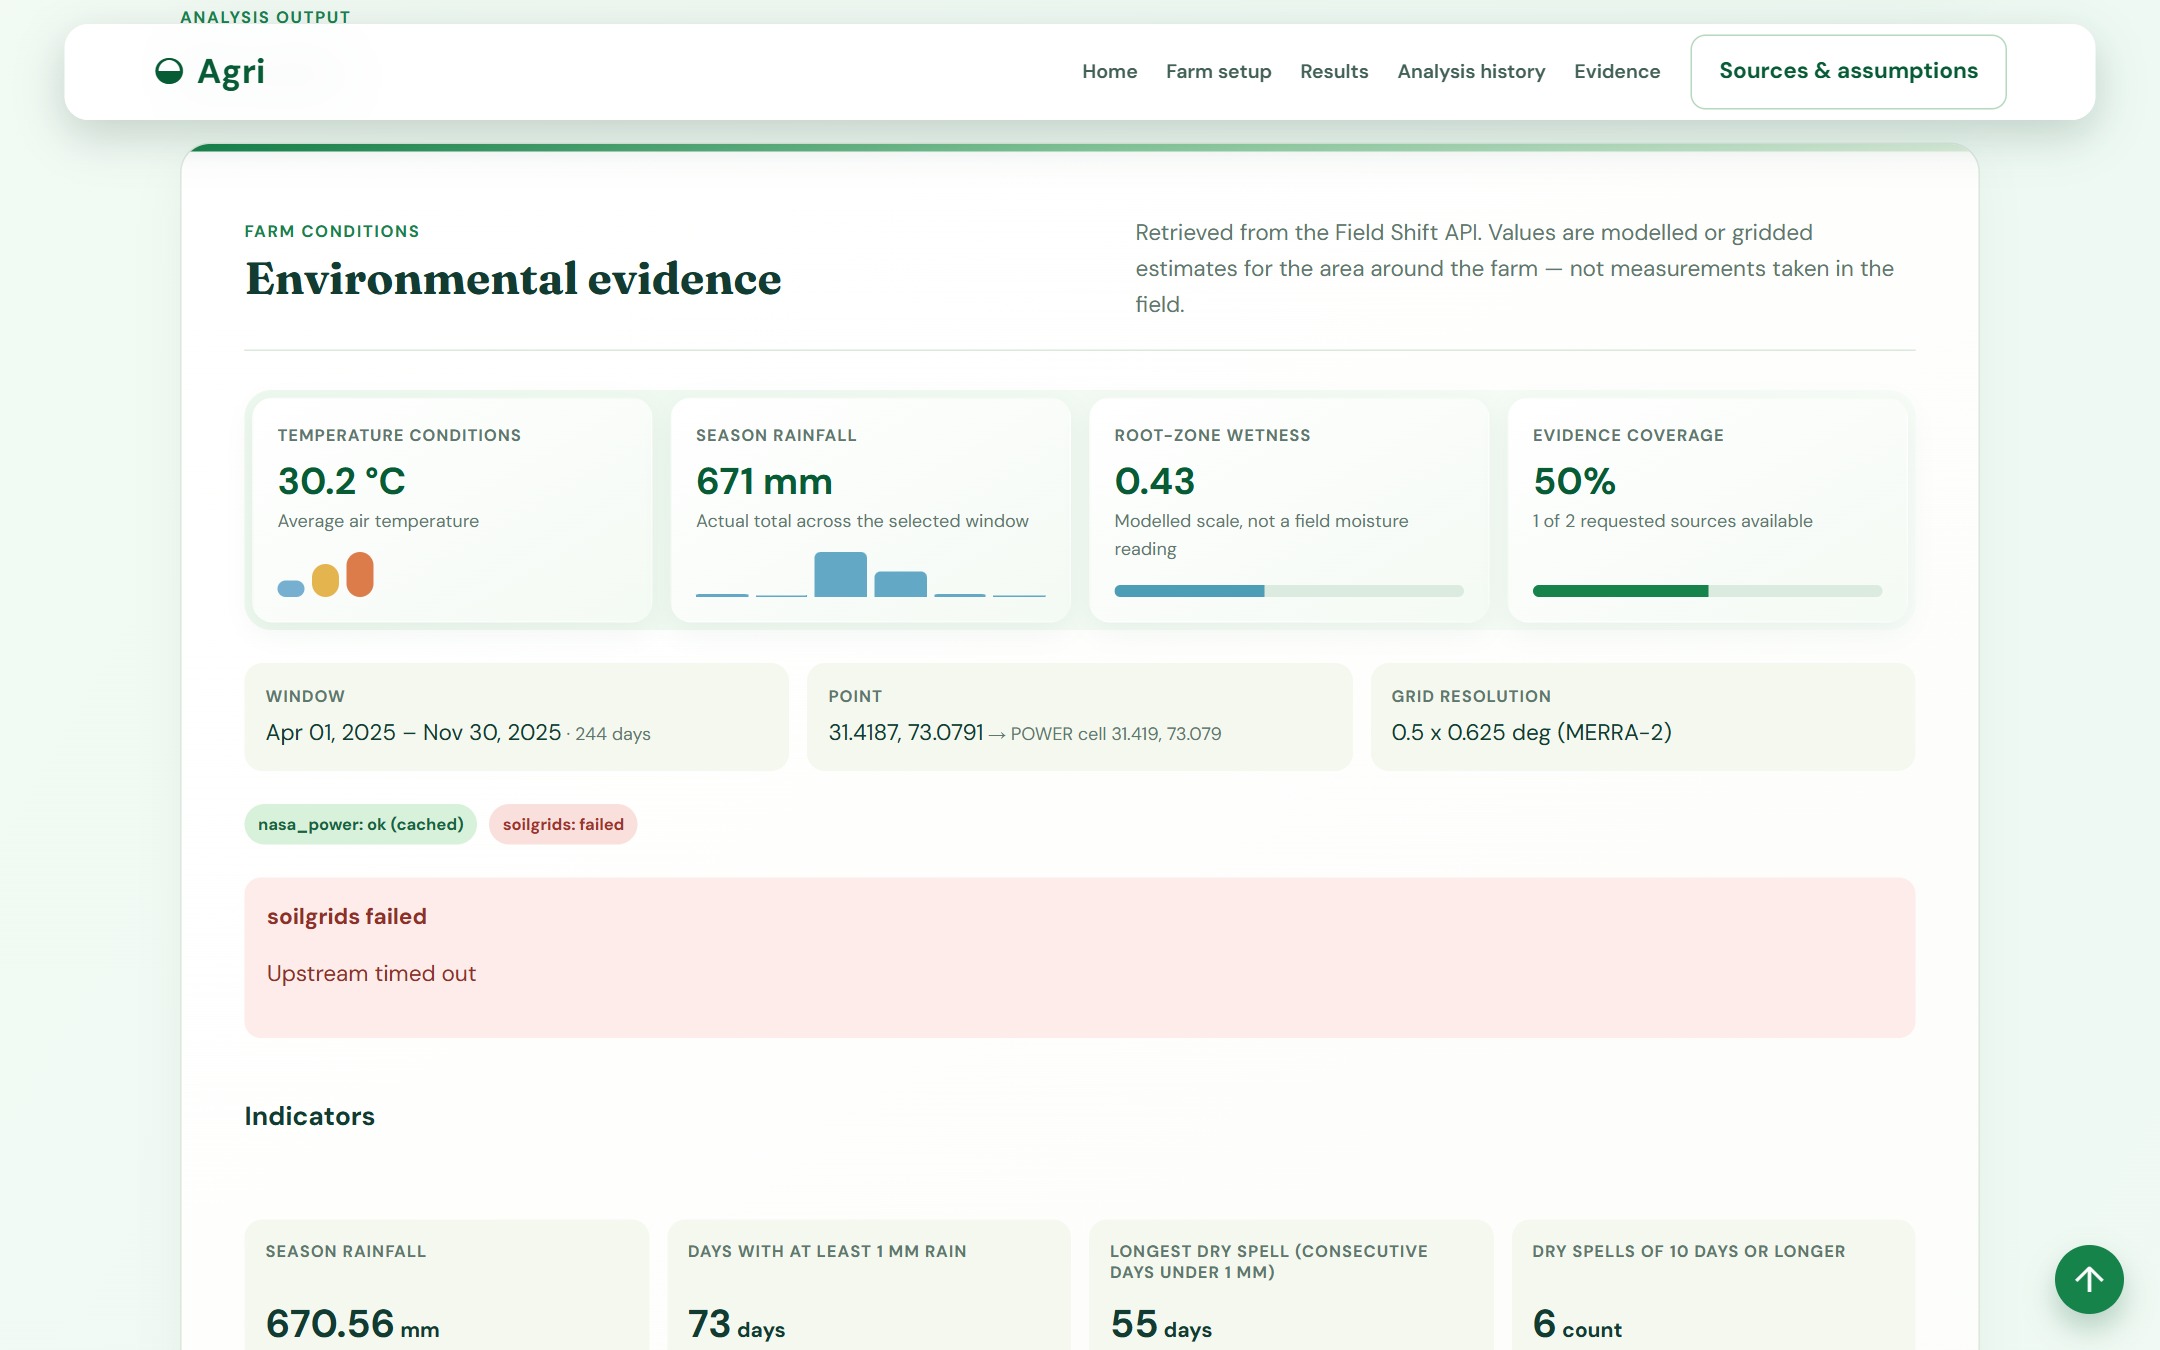 ANALYSIS OUTPUT
Agri
Home
Farm setup
Results
Analysis history
Evidence
Sources & assumptions
FARM CONDITIONS
Environmental evidence
Retrieved from the Field Shift API. Values are modelled or gridded
estimates for the area around the farm — not measurements taken in the
field.
TEMPERATURE CONDITIONS
30.2 °C
Average air temperature
SEASON RAINFALL
671 mm
Actual total across the selected window
ROOT-ZONE WETNESS
0.43
Modelled scale, not a field moisture
reading
EVIDENCE COVERAGE
50%
1 of 2 requested sources available
WINDOW
Apr 01, 2025 – Nov 30, 2025 · 244 days
POINT
31.4187, 73.0791 → POWER cell 31.419, 73.079
GRID RESOLUTION
0.5 x 0.625 deg (MERRA-2)
nasa_power: ok (cached)
soilgrids: failed
soilgrids failed
Upstream timed out
Indicators
SEASON RAINFALL
670.56 mm
DAYS WITH AT LEAST 1 MM RAIN
73 days
LONGEST DRY SPELL (CONSECUTIVE
DAYS UNDER 1 MM)
55 days
DRY SPELLS OF 10 DAYS OR LONGER
6 count